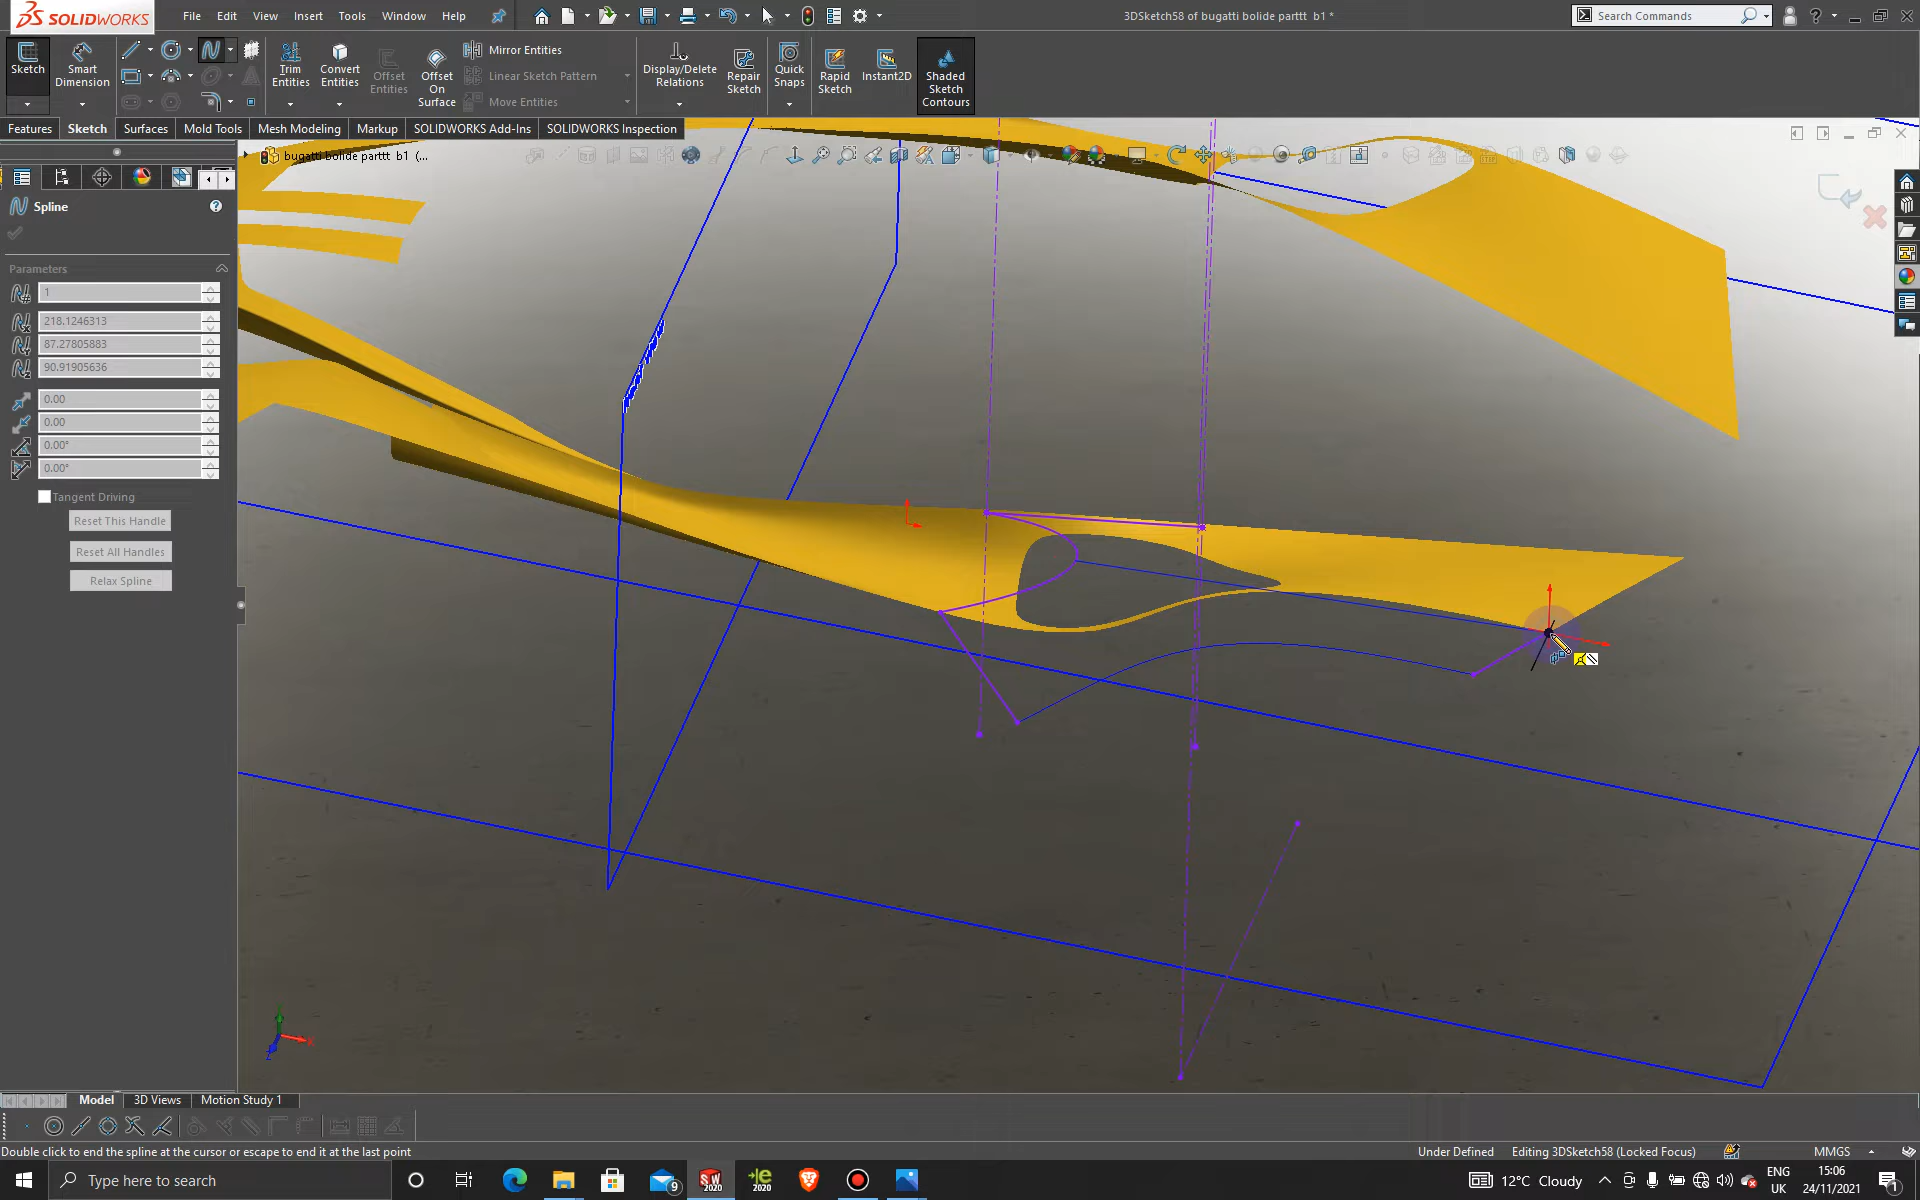 SOLIDWORKS
File Edit View Insert Tools Window Help
3DSketch58 of bugatti bolide parttt b1 *
Search Commands
Sketch
Smart Dimension
Trim Entities
Convert Entities
Offset Entities
Offset On Surface
Mirror Entities
Linear Sketch Pattern
Move Entities
Display/Delete Relations
Repair Sketch
Quick Snaps
Rapid Sketch
Instant2D
Shaded Sketch Contours
Features Sketch Surfaces Mold Tools Mesh Modeling Markup SOLIDWORKS Add-Ins SOLIDWORKS Inspection
bugatti bolide parttt b1 (...
Spline
Parameters
1
218.1246313
87.27805883
90.91905636
0.00
0.00
0.00°
0.00°
Tangent Driving
Reset This Handle
Reset All Handles
Relax Spline
Model 3D Views Motion Study 1
Double click to end the spline at the cursor or escape to end it at the last point
Under Defined Editing 3DSketch58 (Locked Focus) MMGS
Type here to search
9
SW 2020
e 2020
12°C Cloudy
ENG UK
15:06
24/11/2021
1